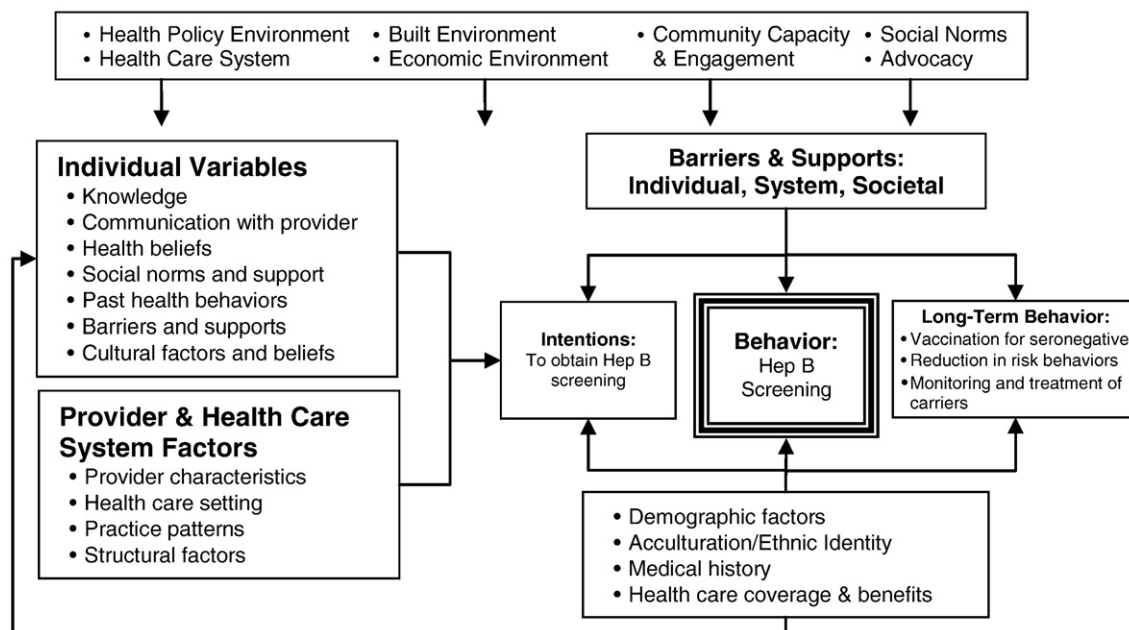 • Health Policy Environment
• Health Care System
• Built Environment
• Economic Environment
• Community Capacity
& Engagement
• Social Norms
• Advocacy
Individual Variables
• Knowledge
• Communication with provider
• Health beliefs
• Social norms and support
• Past health behaviors
• Barriers and supports
• Cultural factors and beliefs
Provider & Health Care
System Factors
• Provider characteristics
• Health care setting
• Practice patterns
• Structural factors
Barriers & Supports:
Individual, System, Societal
Intentions:
To obtain Hep B
screening
Behavior:
Hep B
Screening
Long-Term Behavior:
• Vaccination for seronegative
• Reduction in risk behaviors
• Monitoring and treatment of
carriers
• Demographic factors
• Acculturation/Ethnic Identity
• Medical history
• Health care coverage & benefits